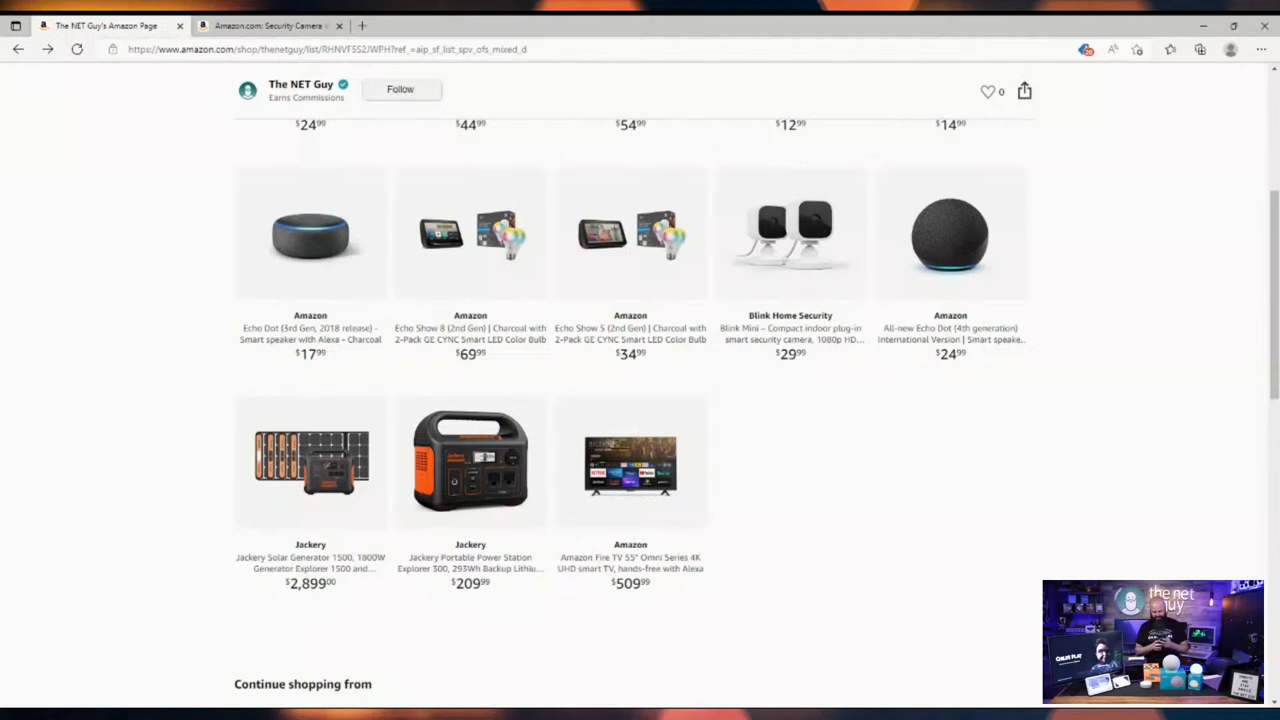 The NET Guy's Amazon Page
Amazon.com: Security Camera
https://www.amazon.com/shop/thenetguy/list/RHNVF5S2JWPH?ref_=aip_sf_list_spv_ofs_mixed_d
20
The NET Guy
Earns Commissions
Follow
0
$24.99 $44.99 $54.99 $12.99 $14.99
Amazon
Echo Dot (3rd Gen, 2018 release) -
Smart speaker with Alexa - Charcoal
$17.99
Amazon
Echo Show 8 (2nd Gen) | Charcoal with
2-Pack GE CYNC Smart LED Color Bulb
$69.99
Amazon
Echo Show 5 (2nd Gen) | Charcoal with
2-Pack GE CYNC Smart LED Color Bulb
$34.99
Blink Home Security
Blink Mini – Compact indoor plug-in
smart security camera, 1080p HD...
$29.99
Amazon
All-new Echo Dot (4th generation)
International Version | Smart speake..
$24.99
Jackery
Jackery
Jackery Solar Generator 1500, 1800W
Generator Explorer 1500 and...
$2,899.00
Jackery
Jackery Portable Power Station
Explorer 300, 293Wh Backup Lithiu...
$209.99
Amazon
Amazon Fire TV 55" Omni Series 4K
UHD smart TV, hands-free with Alexa
$509.99
Continue shopping from
the net
guy